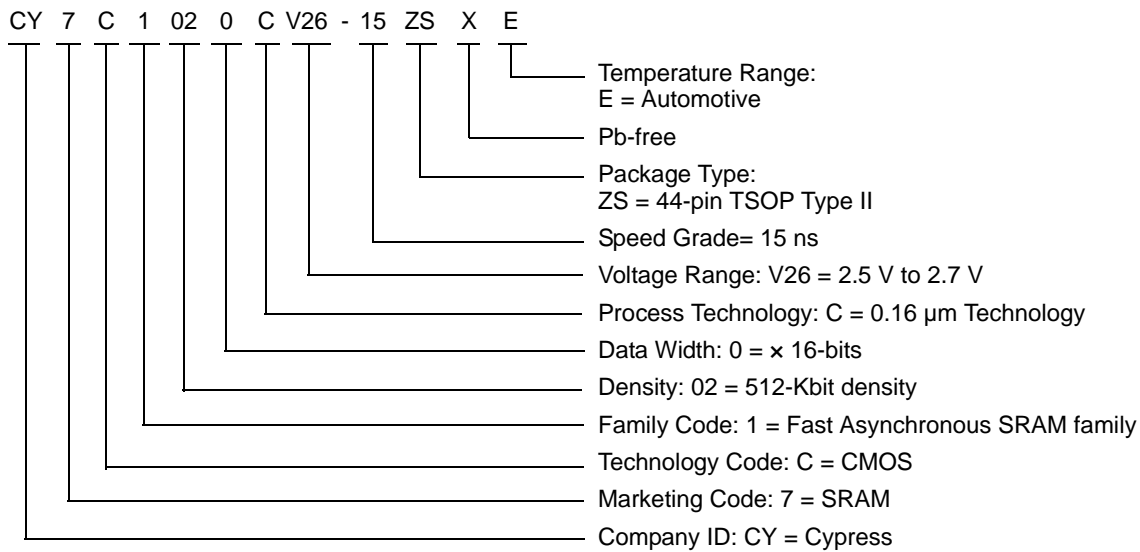 CY 7 C 1 02 0 C V26 - 15 ZS X E
Temperature Range:
E = Automotive
Pb-free
Package Type:
ZS = 44-pin TSOP Type II
Speed Grade= 15 ns
Voltage Range: V26 = 2.5 V to 2.7 V
Process Technology: C = 0.16 µm Technology
Data Width: 0 = × 16-bits
Density: 02 = 512-Kbit density
Family Code: 1 = Fast Asynchronous SRAM family
Technology Code: C = CMOS
Marketing Code: 7 = SRAM
Company ID: CY = Cypress